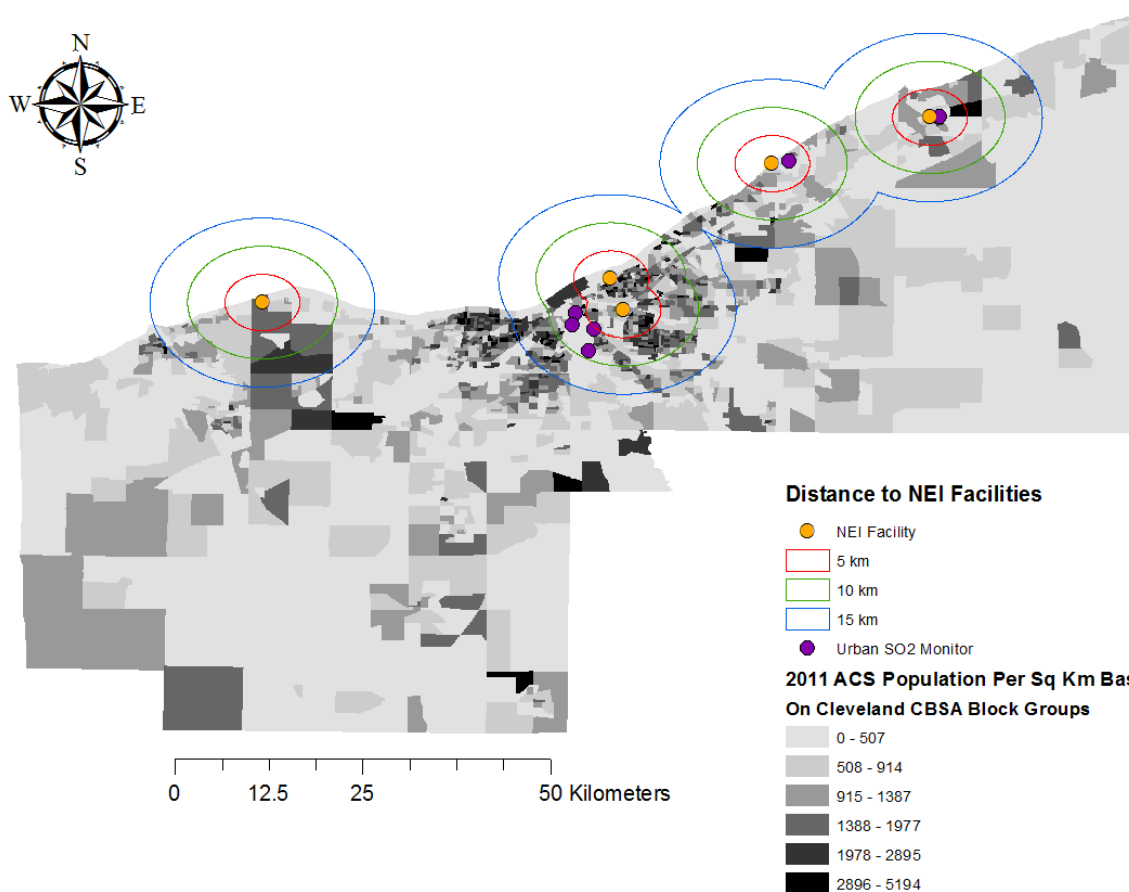 N
W E
S
Distance to NEI Facilities
NEI Facility
5 km
10 km
15 km
Urban SO2 Monitor
2011 ACS Population Per Sq Km Bas
On Cleveland CBSA Block Groups
0 - 507
508 - 914
915 - 1387
1388 - 1977
1978 - 2895
2896 - 5194
0 12.5 25 50 Kilometers